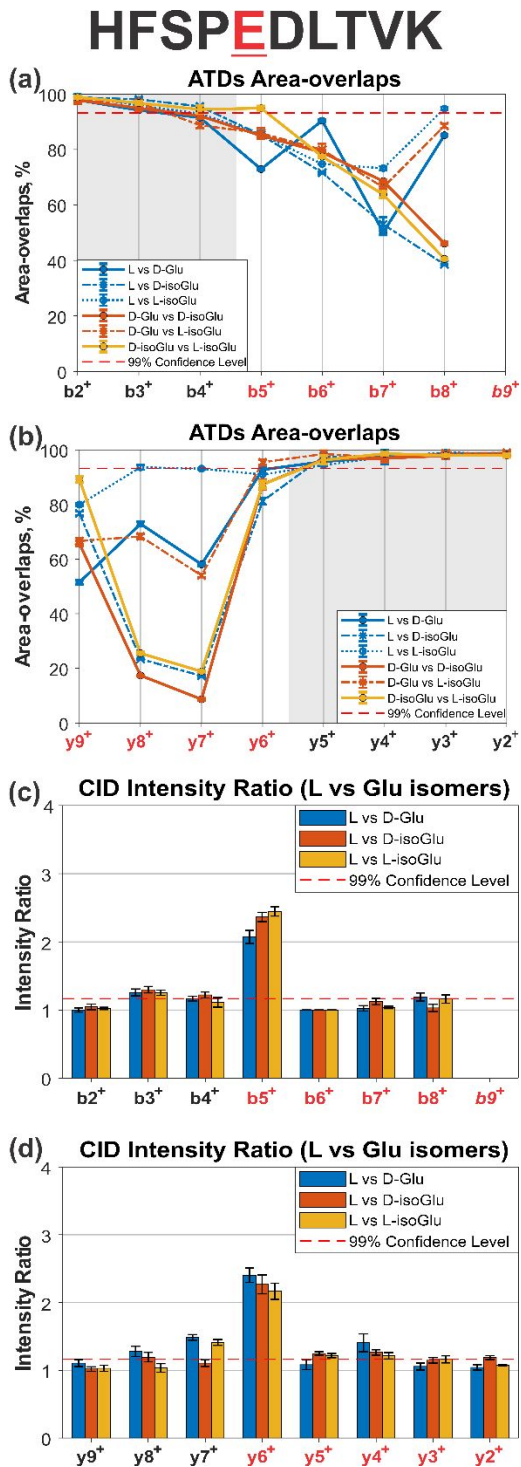 HFSPEDLTVK
(a) ATDs Area-overlaps
Area-overlaps, %
100
80
60
40
20
0
L vs D-Glu
L vs D-isoGlu
L vs L-isoGlu
D-Glu vs D-isoGlu
D-Glu vs L-isoGlu
D-isoGlu vs L-isoGlu
99% Confidence Level
b2⁺ b3⁺ b4⁺ b5⁺ b6⁺ b7⁺ b8⁺ b9⁺
(b) ATDs Area-overlaps
Area-overlaps, %
100
80
60
40
20
0
L vs D-Glu
L vs D-isoGlu
L vs L-isoGlu
D-Glu vs D-isoGlu
D-Glu vs L-isoGlu
D-isoGlu vs L-isoGlu
99% Confidence Level
y9⁺ y8⁺ y7⁺ y6⁺ y5⁺ y4⁺ y3⁺ y2⁺
(c) CID Intensity Ratio (L vs Glu isomers)
Intensity Ratio
4
3
2
1
0
L vs D-Glu
L vs D-isoGlu
L vs L-isoGlu
99% Confidence Level
b2⁺ b3⁺ b4⁺ b5⁺ b6⁺ b7⁺ b8⁺ b9⁺
(d) CID Intensity Ratio (L vs Glu isomers)
Intensity Ratio
4
3
2
1
0
L vs D-Glu
L vs D-isoGlu
L vs L-isoGlu
99% Confidence Level
y9⁺ y8⁺ y7⁺ y6⁺ y5⁺ y4⁺ y3⁺ y2⁺